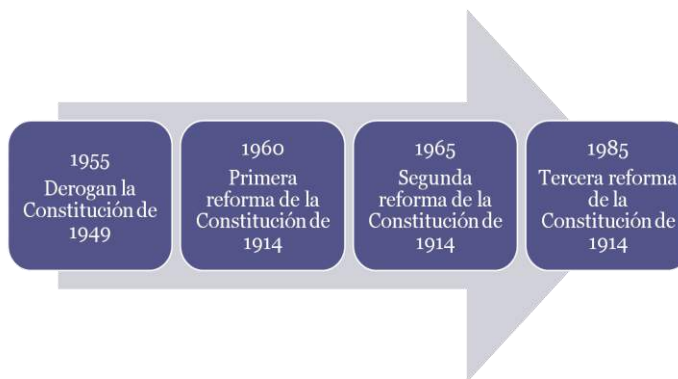 1955
Derogan la
Constitución de
1949
1960
Primera
reforma de la
Constitución de
1914
1965
Segunda
reforma de la
Constitución de
1914
1985
Tercera reforma
de la
Constitución de
1914